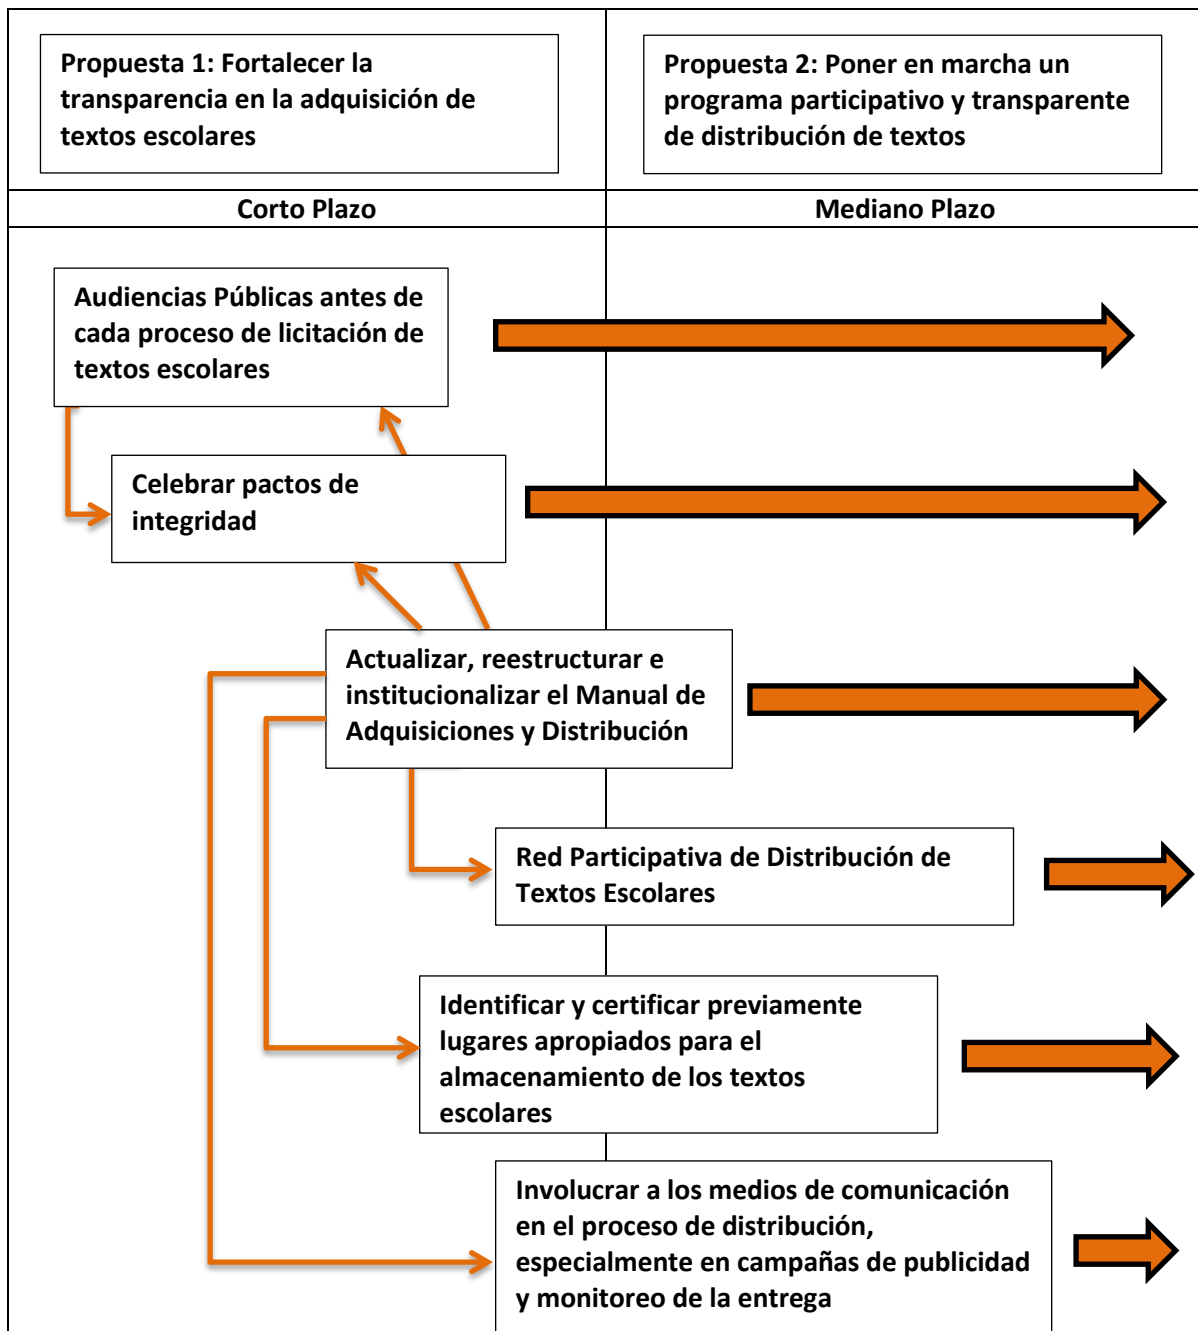 Propuesta 1: Fortalecer la
transparencia en la adquisición de
textos escolares
Propuesta 2: Poner en marcha un
programa participativo y transparente
de distribución de textos
Corto Plazo
Mediano Plazo
Audiencias Públicas antes de
cada proceso de licitación de
textos escolares
Celebrar pactos de
integridad
Actualizar, reestructurar e
institucionalizar el Manual de
Adquisiciones y Distribución
Red Participativa de Distribución de
Textos Escolares
Identificar y certificar previamente
lugares apropiados para el
almacenamiento de los textos
escolares
Involucrar a los medios de comunicación
en el proceso de distribución,
especialmente en campañas de publicidad
y monitoreo de la entrega